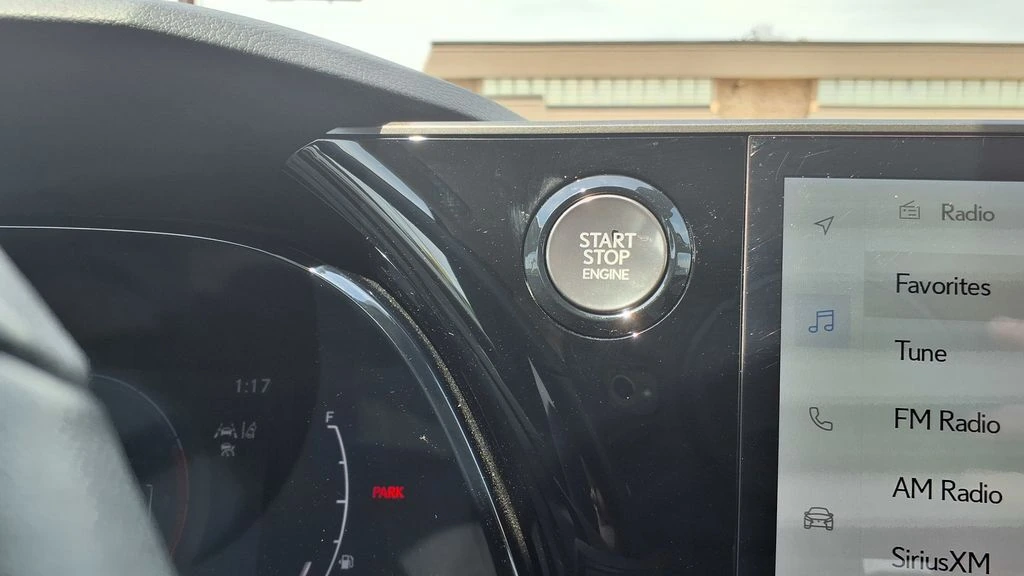 START
STOP
ENGINE
Radio
Favorites
Tune
FM Radio
AM Radio
SiriusXM
1:17
F
PARK